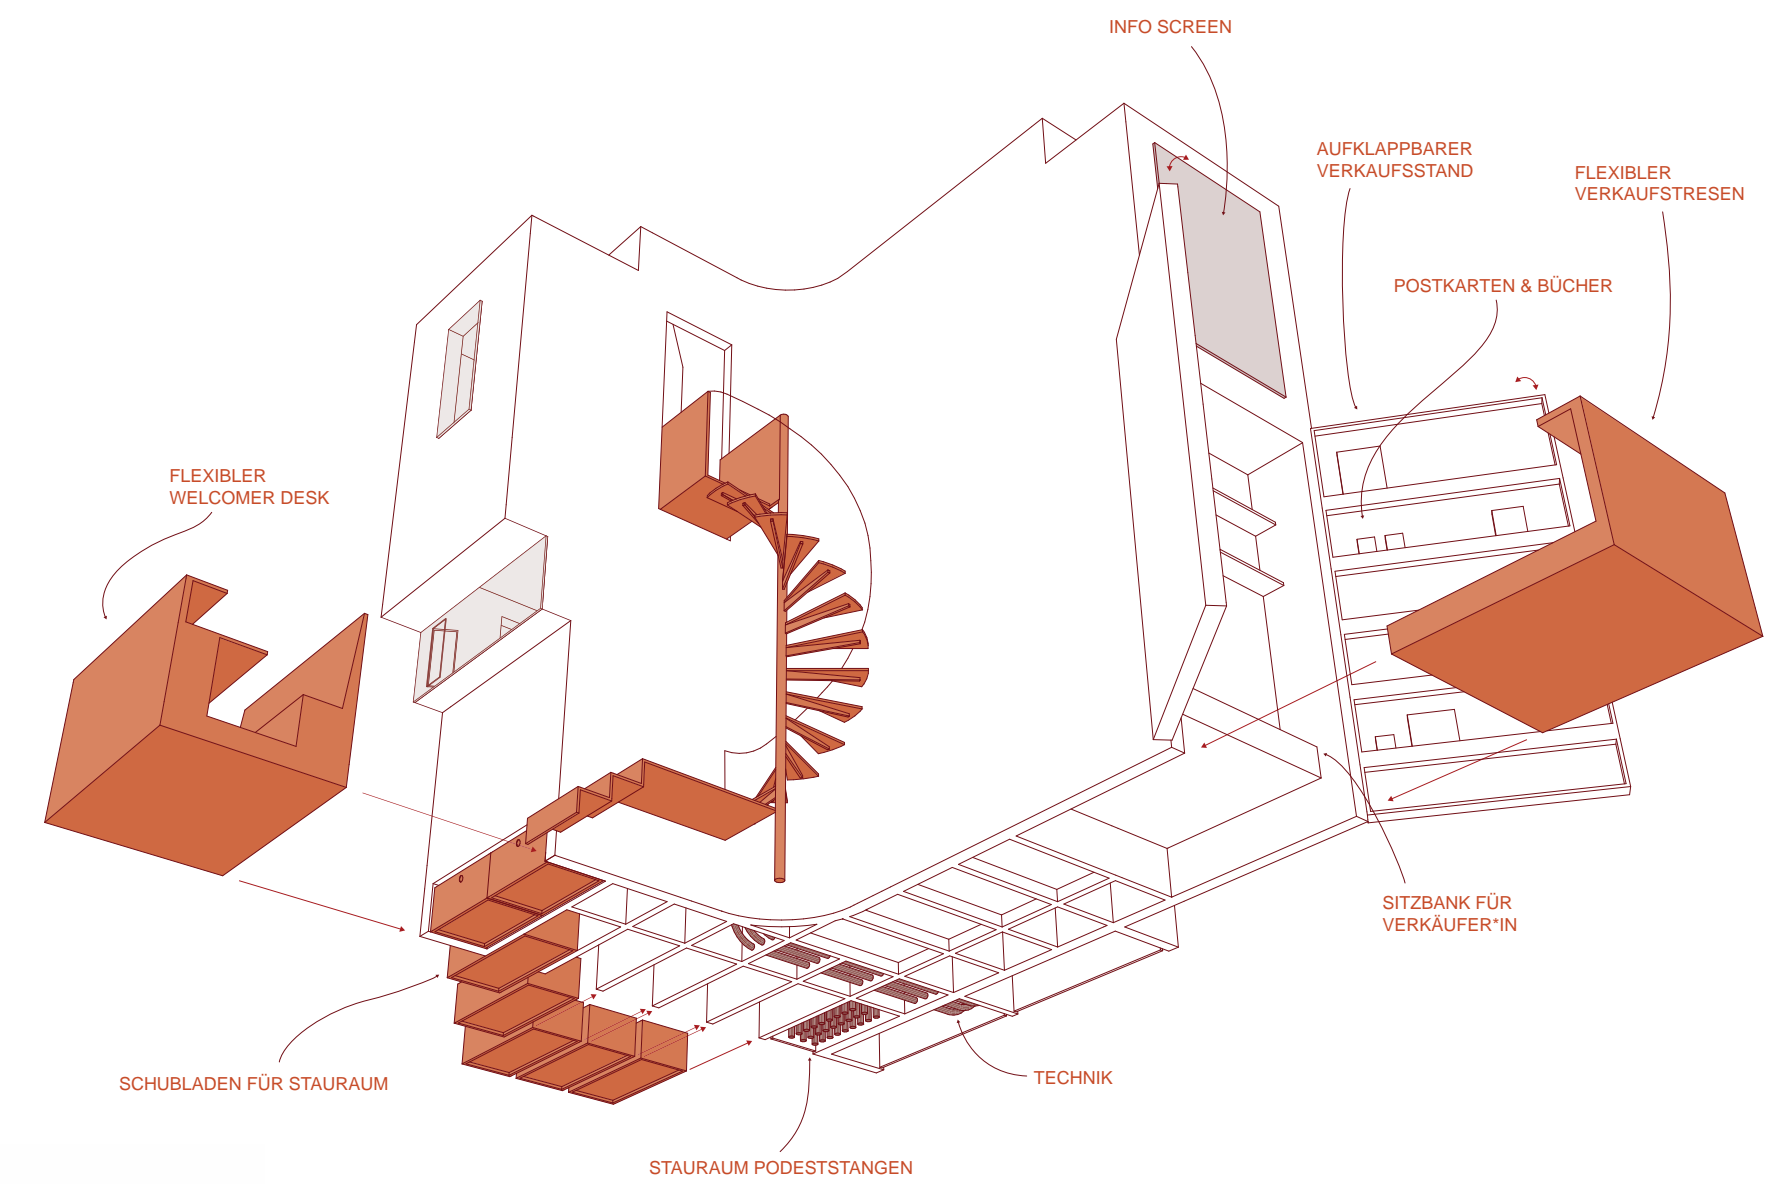 INFO SCREEN
AUFKLAPPBARER
VERKAUFSSTAND
FLEXIBLER
VERKAUFSTRESEN
POSTKARTEN & BÜCHER
FLEXIBLER
WELCOMER DESK
SITZBANK FÜR
VERKÄUFER*IN
SCHUBLADEN FÜR STAURAUM
TECHNIK
STAURAUM PODESTSTANGEN